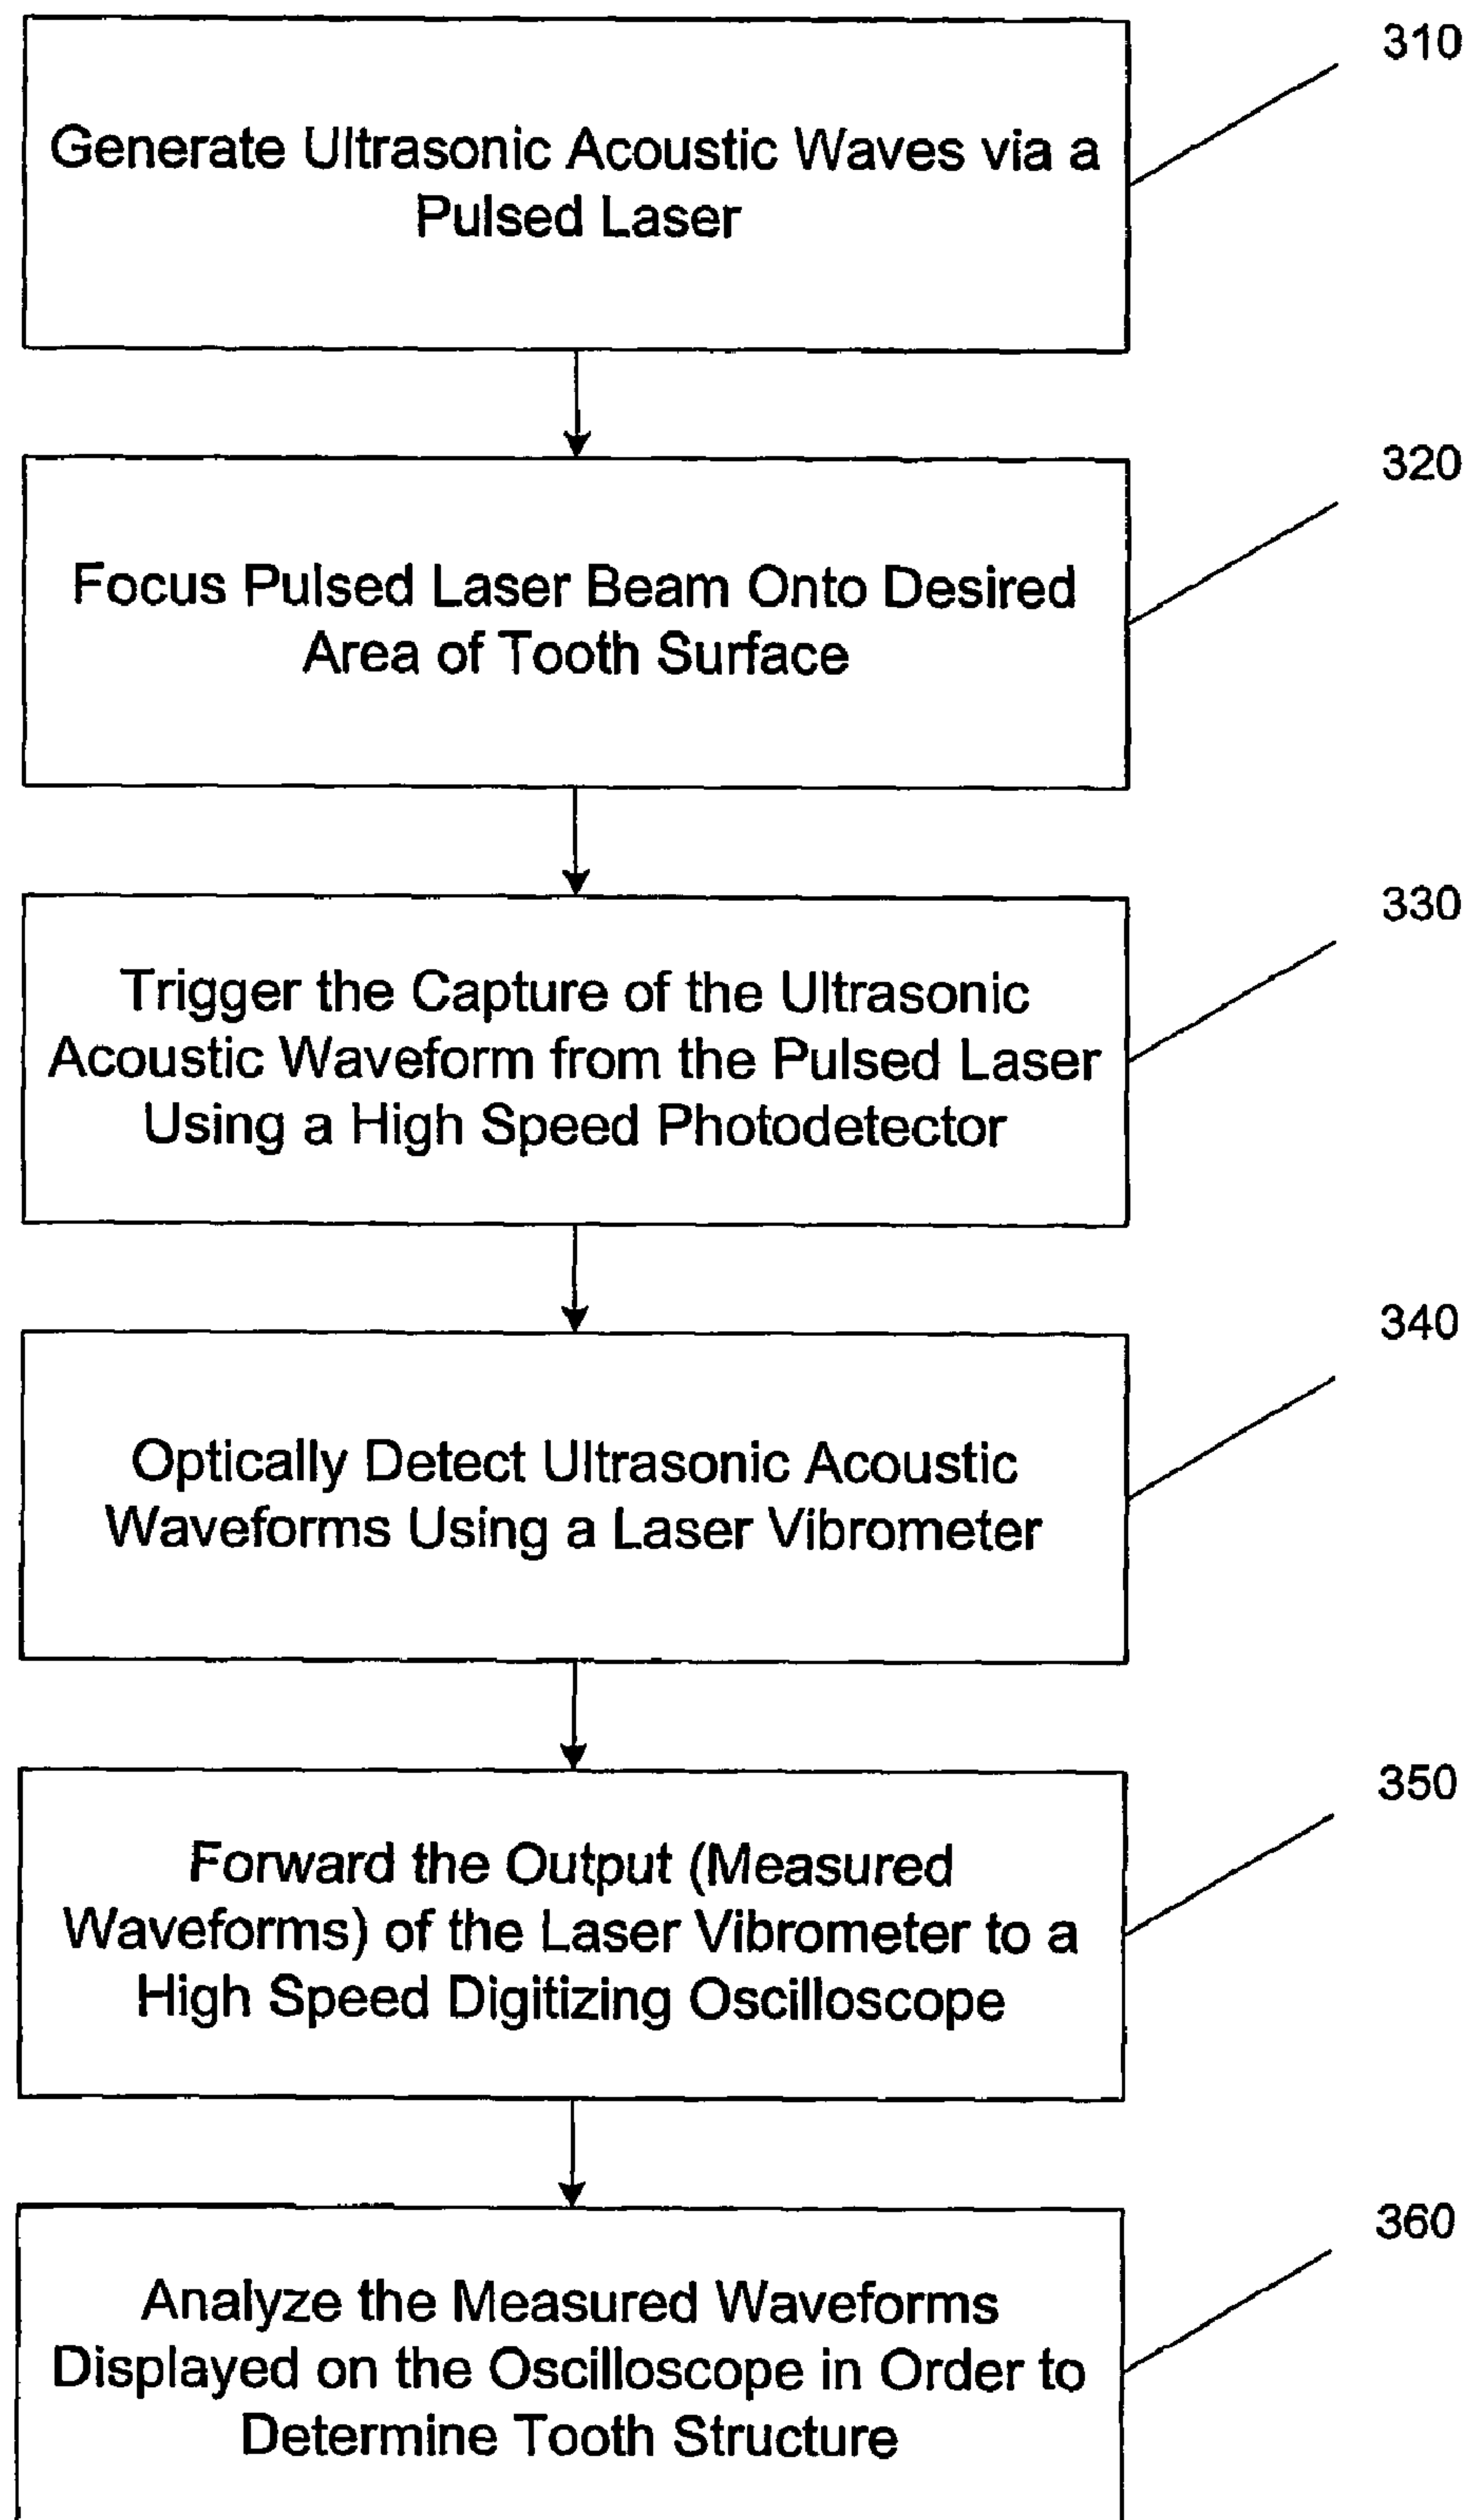 310
Generate Ultrasonic Acoustic Waves via a
Pulsed Laser
320
Focus Pulsed Laser Beam Onto Desired
Area of Tooth Surface
330
Trigger the Capture of the Ultrasonic
Acoustic Waveform from the Pulsed Laser
Using a High Speed Photodetector
340
Optically Detect Ultrasonic Acoustic
Waveforms Using a Laser Vibrometer
350
Forward the Output (Measured
Waveforms) of the Laser Vibrometer to a
High Speed Digitizing Oscilloscope
360
Analyze the Measured Waveforms
Displayed on the Oscilloscope in Order to
Determine Tooth Structure